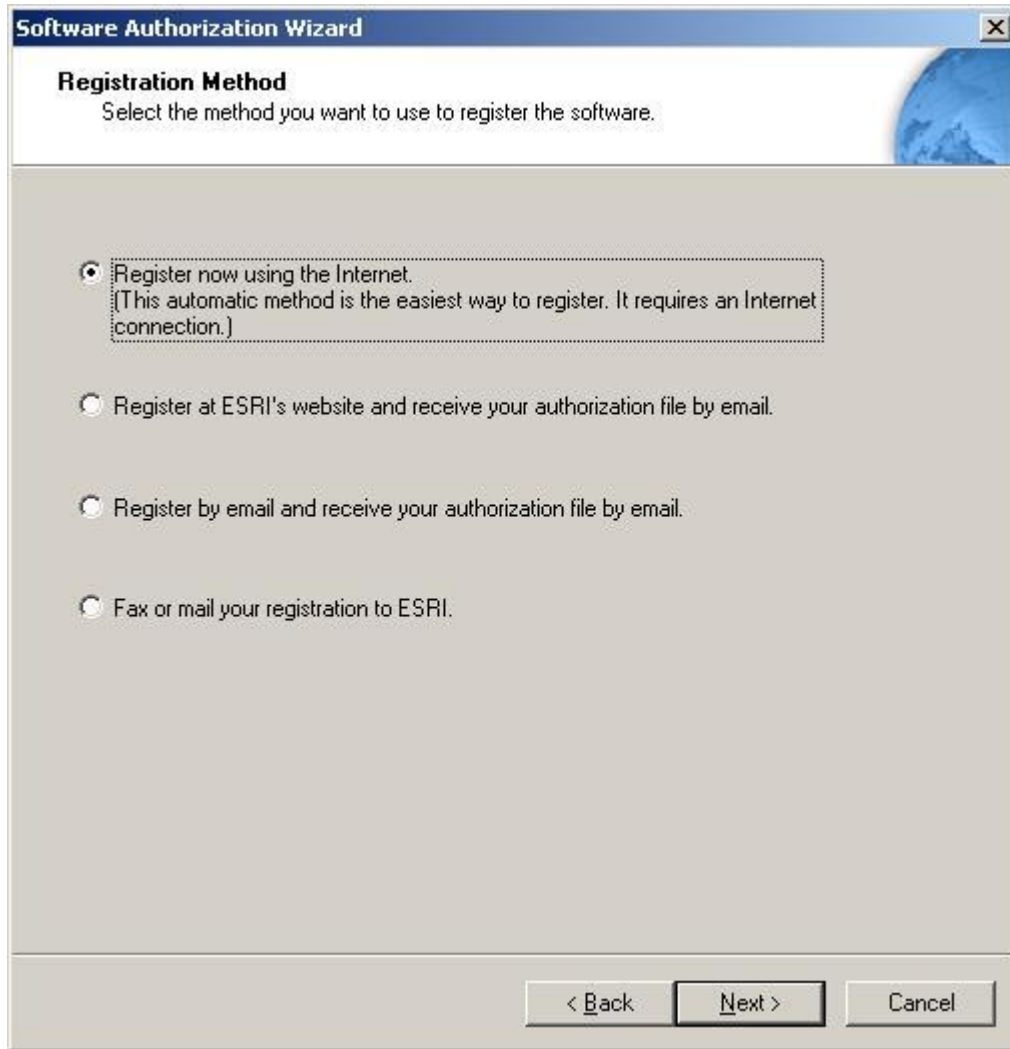 Software Authorization Wizard
Registration Method
Select the method you want to use to register the software.
Register now using the Internet.
(This automatic method is the easiest way to register. It requires an Internet
connection.)
Register at ESRI's website and receive your authorization file by email.
Register by email and receive your authorization file by email.
Fax or mail your registration to ESRI.
< Back Next > Cancel